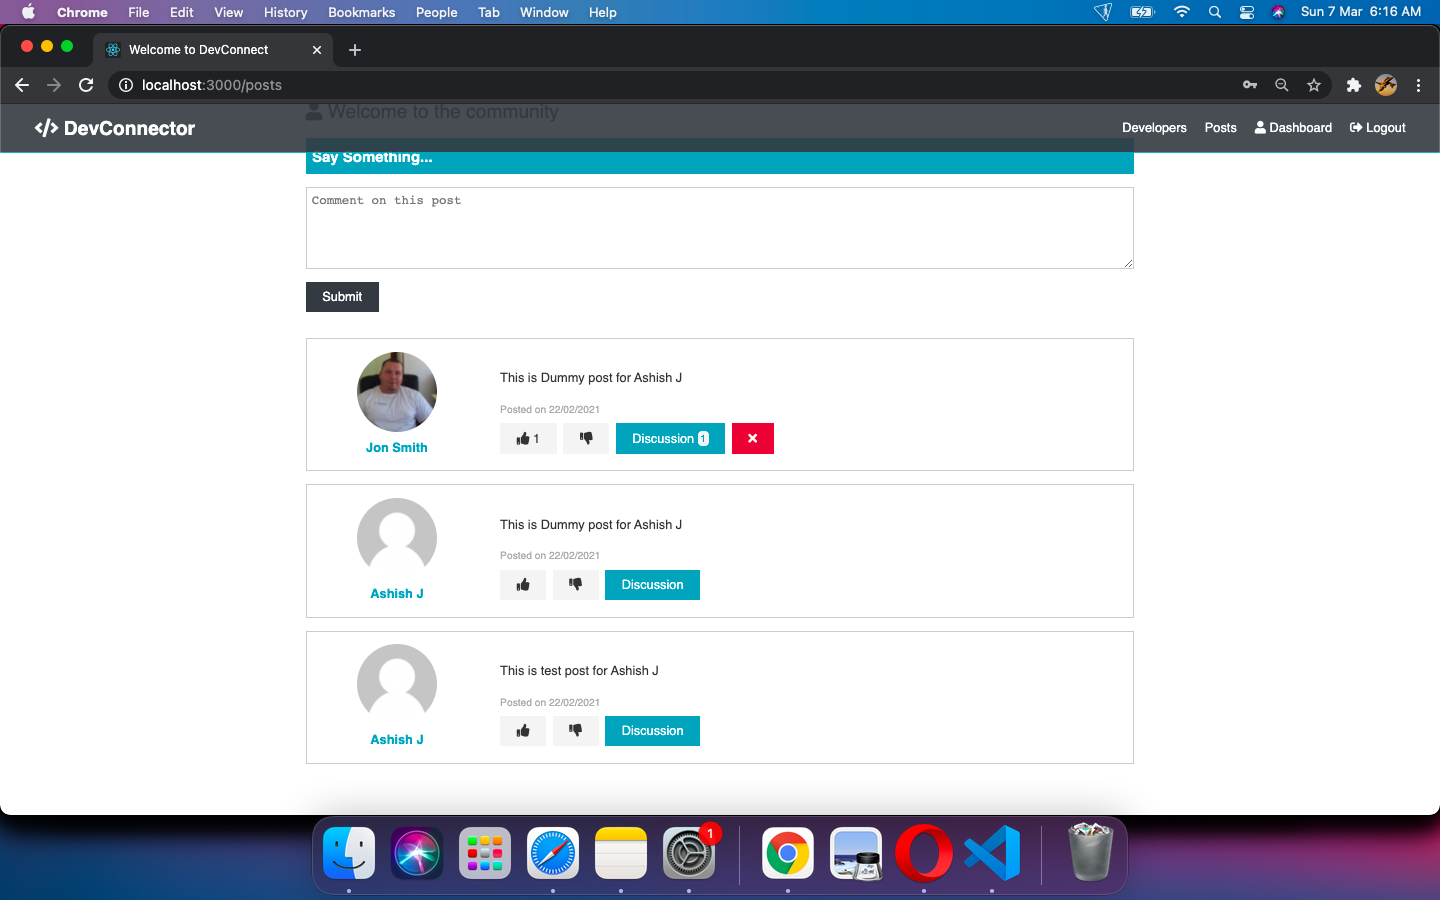 Chrome File Edit View History Bookmarks People Tab Window Help Sun 7 Mar 6:16 AM
Welcome to DevConnect
localhost:3000/posts
Welcome to the community
</> DevConnector Developers Posts Dashboard Logout
Say Something...
Comment on this post
Submit
This is Dummy post for Ashish J
Posted on 22/02/2021
1 Discussion 1
Jon Smith
This is Dummy post for Ashish J
Posted on 22/02/2021
Discussion
Ashish J
This is test post for Ashish J
Posted on 22/02/2021
Discussion
Ashish J
1